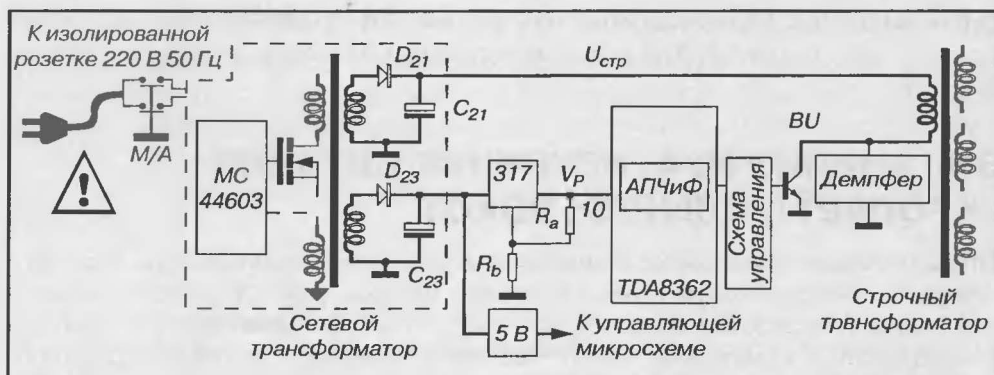 К изолированной
розетке 220 В 50 Гц
М/А
МС
44603
D21
C21
D23
C23
Uстр
317
VP
10
Ra
Rb
5 В
К управляющей
микросхеме
АПЧиФ
TDA8362
Схема
управления
BU
Демпфер
Сетевой
трансформатор
Строчный
трвнсформатор